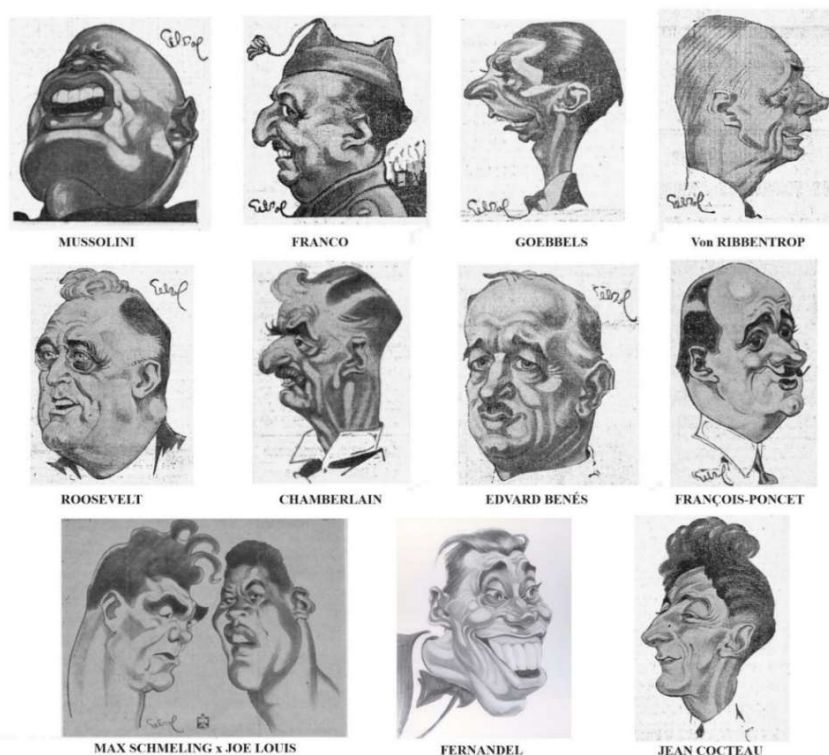 MUSSOLINI
FRANCO
GOEBBELS
Von RIBBENTROP
ROOSEVELT
CHAMBERLAIN
EDVARD BENÉS
FRANÇOIS-PONCET
MAX SCHMELING x JOE LOUIS
FERNANDEL
JEAN COCTEAU